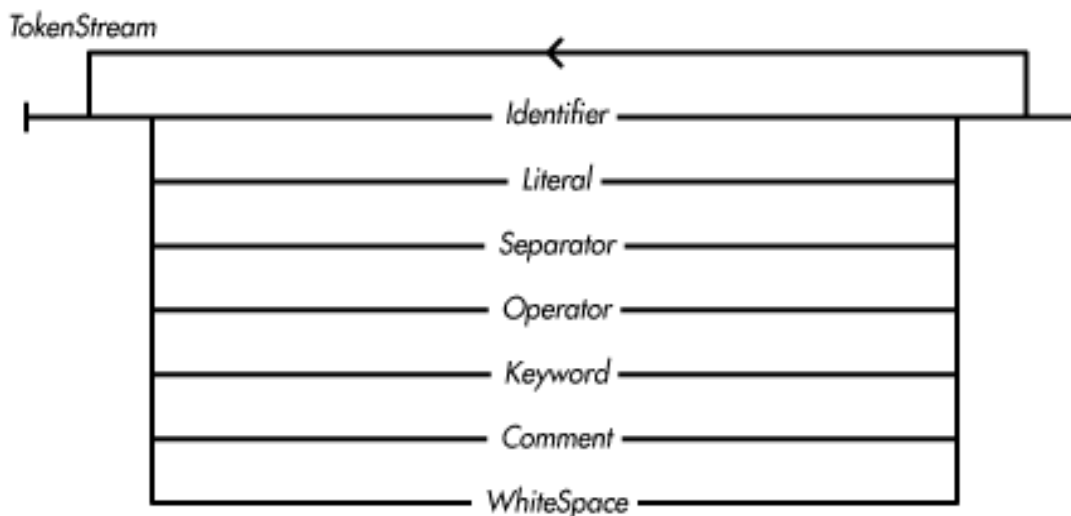 TokenStream
Identifier
Literal
Separator
Operator
Keyword
Comment
WhiteSpace